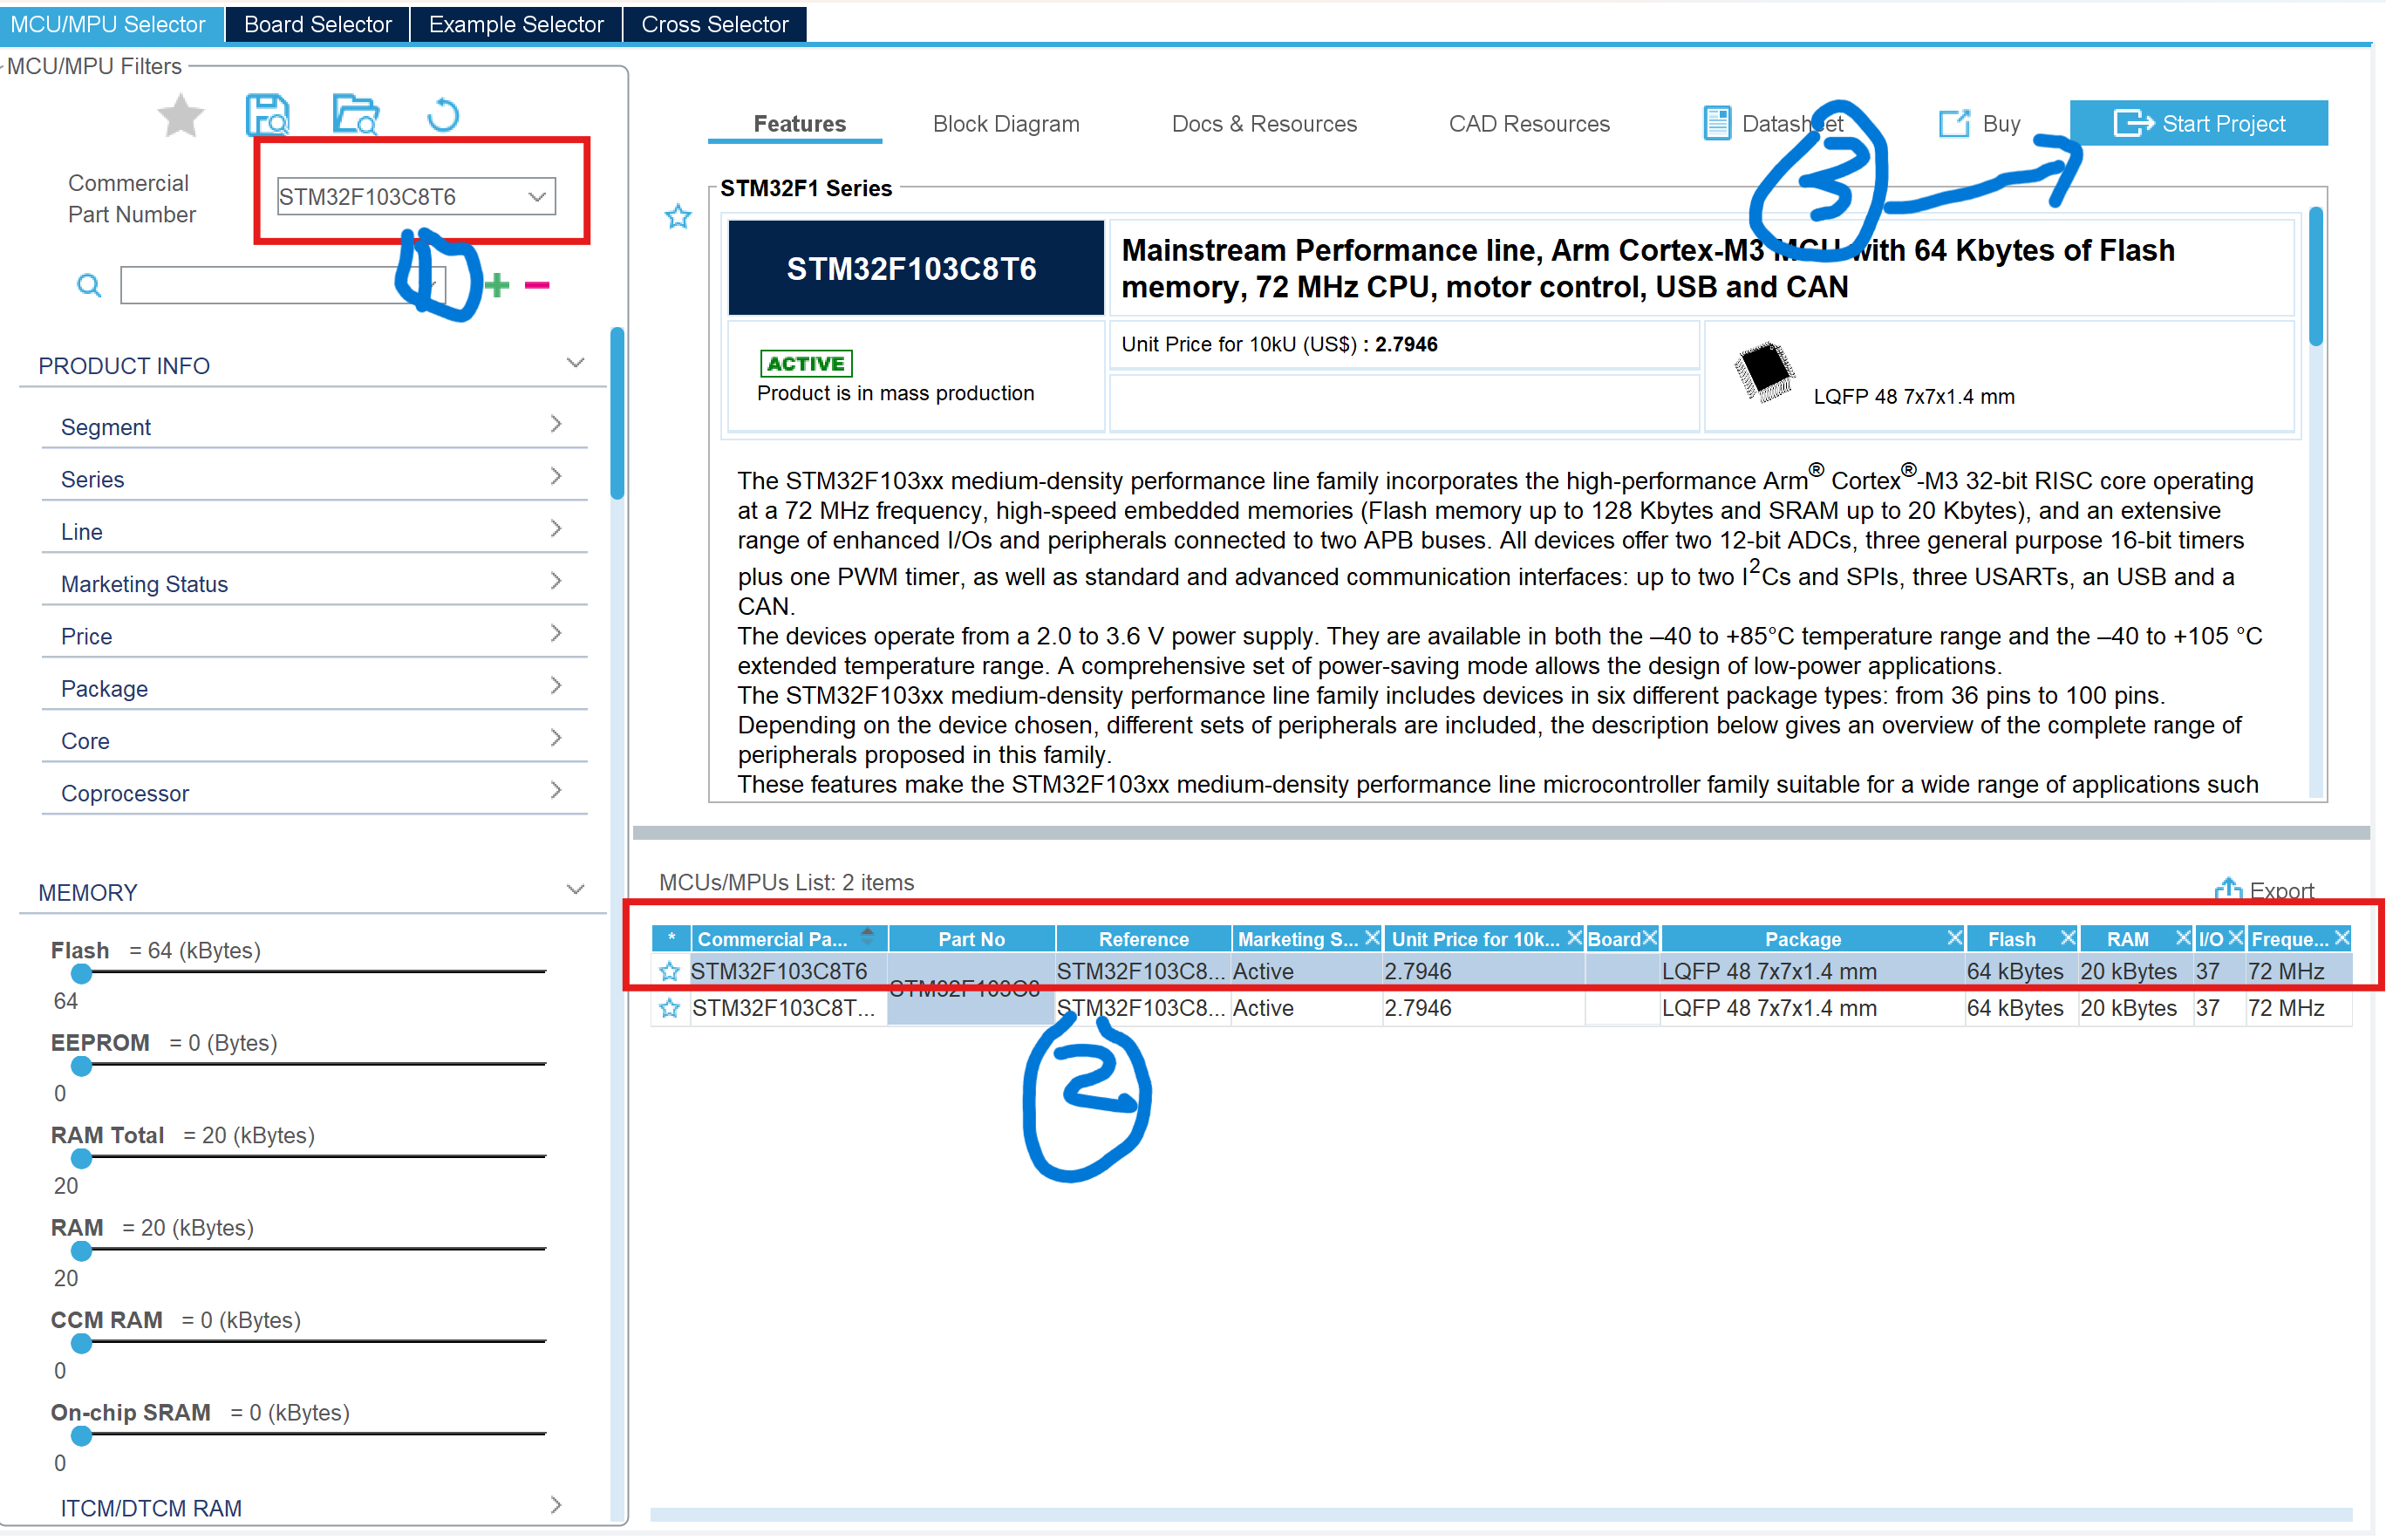 MCU/MPU Selector Board Selector Example Selector Cross Selector
MCU/MPU Filters
Commercial
Part Number
STM32F103C8T6
1
PRODUCT INFO
Segment
Series
Line
Marketing Status
Price
Package
Core
Coprocessor
MEMORY
Flash = 64 (kBytes)
64
EEPROM = 0 (Bytes)
0
RAM Total = 20 (kBytes)
20
RAM = 20 (kBytes)
20
CCM RAM = 0 (kBytes)
0
On-chip SRAM = 0 (kBytes)
0
ITCM/DTCM RAM
Features Block Diagram Docs & Resources CAD Resources Datasheet Buy Start Project
3
STM32F1 Series
STM32F103C8T6
Mainstream Performance line, Arm Cortex-M3 MCU with 64 Kbytes of Flash
memory, 72 MHz CPU, motor control, USB and CAN
ACTIVE
Product is in mass production
Unit Price for 10kU (US$) : 2.7946
LQFP 48 7x7x1.4 mm
The STM32F103xx medium-density performance line family incorporates the high-performance Arm® Cortex®-M3 32-bit RISC core operating
at a 72 MHz frequency, high-speed embedded memories (Flash memory up to 128 Kbytes and SRAM up to 20 Kbytes), and an extensive
range of enhanced I/Os and peripherals connected to two APB buses. All devices offer two 12-bit ADCs, three general purpose 16-bit timers
plus one PWM timer, as well as standard and advanced communication interfaces: up to two I²Cs and SPIs, three USARTs, an USB and a
CAN.
The devices operate from a 2.0 to 3.6 V power supply. They are available in both the –40 to +85°C temperature range and the –40 to +105 °C
extended temperature range. A comprehensive set of power-saving mode allows the design of low-power applications.
The STM32F103xx medium-density performance line family includes devices in six different package types: from 36 pins to 100 pins.
Depending on the device chosen, different sets of peripherals are included, the description below gives an overview of the complete range of
peripherals proposed in this family.
These features make the STM32F103xx medium-density performance line microcontroller family suitable for a wide range of applications such
MCUs/MPUs List: 2 items
Export
* Commercial Pa... Part No Reference Marketing S... Unit Price for 10k... Board Package Flash RAM I/O Freque...
STM32F103C8T6 STM32F103C8 STM32F103C8... Active 2.7946 LQFP 48 7x7x1.4 mm 64 kBytes 20 kBytes 37 72 MHz
STM32F103C8T... STM32F103C8... Active 2.7946 LQFP 48 7x7x1.4 mm 64 kBytes 20 kBytes 37 72 MHz
2